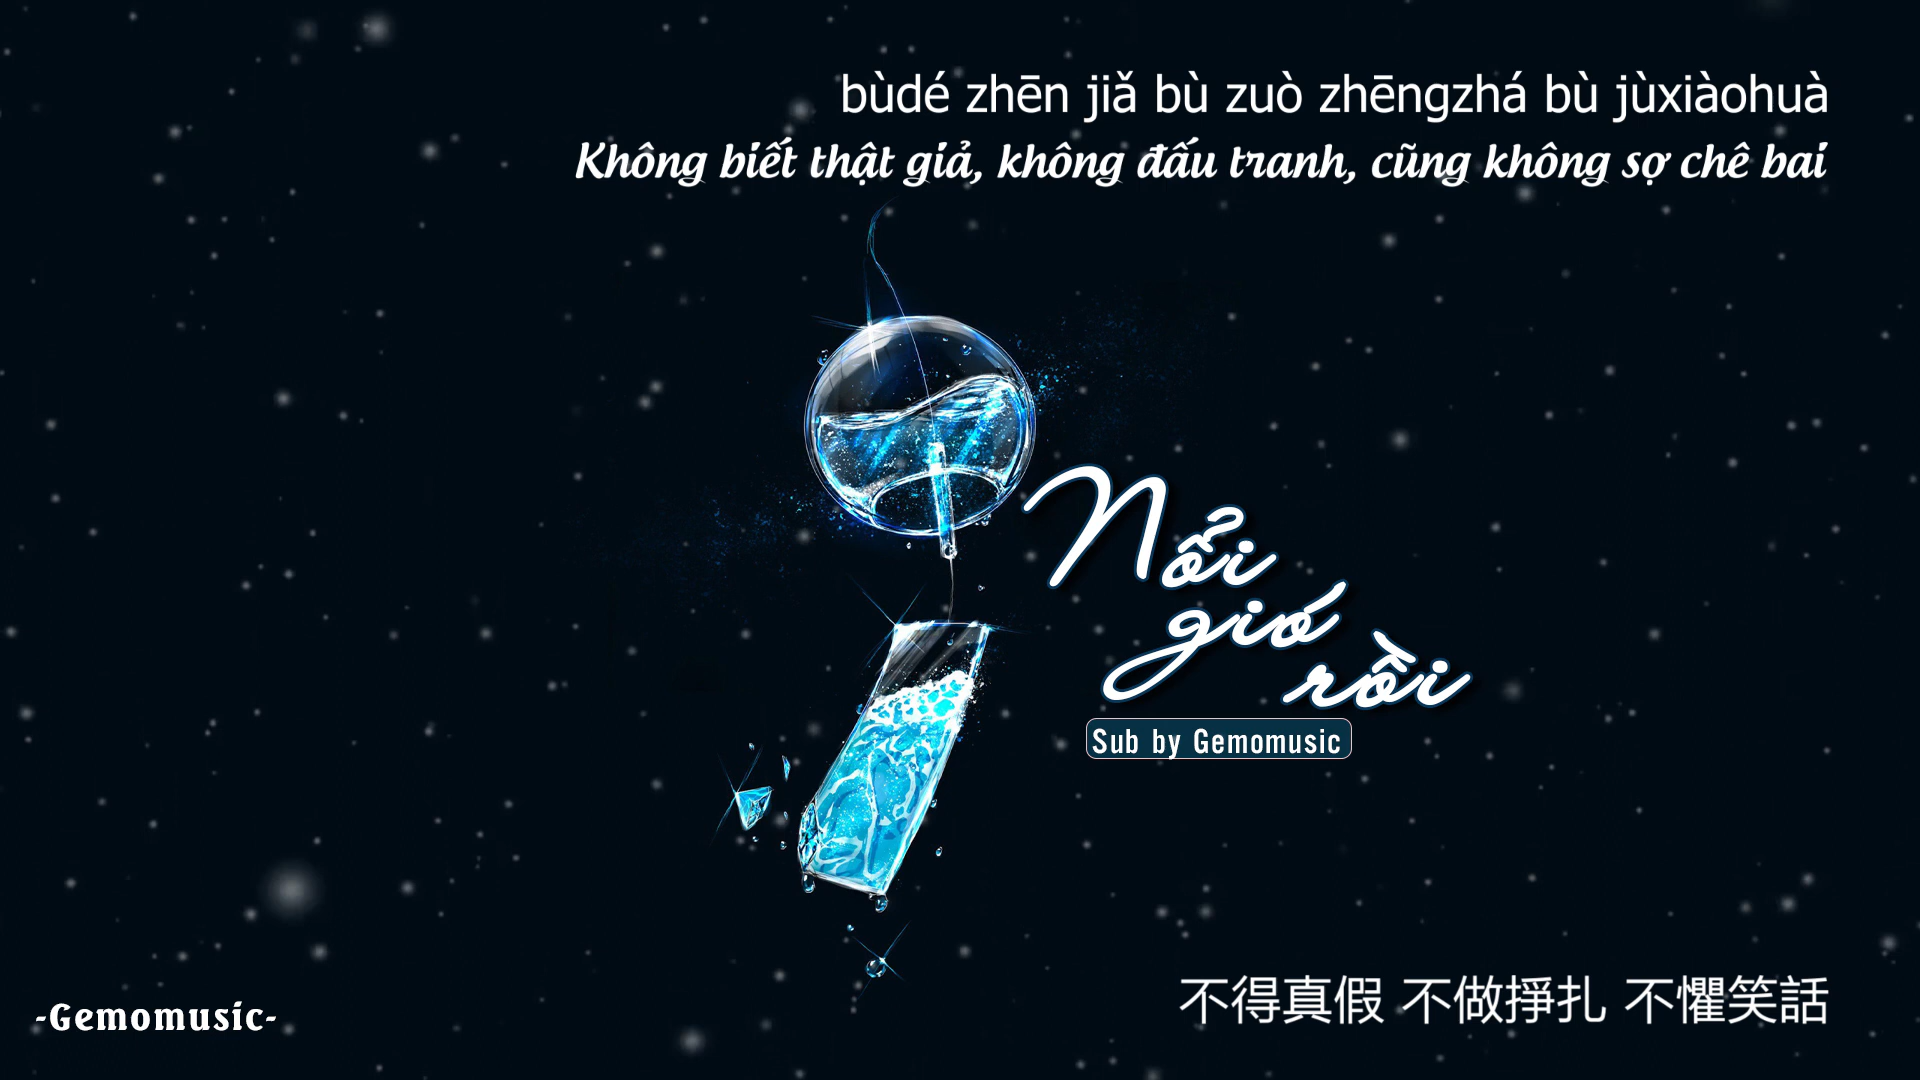 bùdé zhēn jiǎ bù zuò zhēngzhá bù jùxiàohuà
Không biết thật giả, không đấu tranh, cũng không sợ chê bai
Nổi
gió
rồi
Sub by Gemomusic
不得真假 不做掙扎 不懼笑話
-Gemomusic-